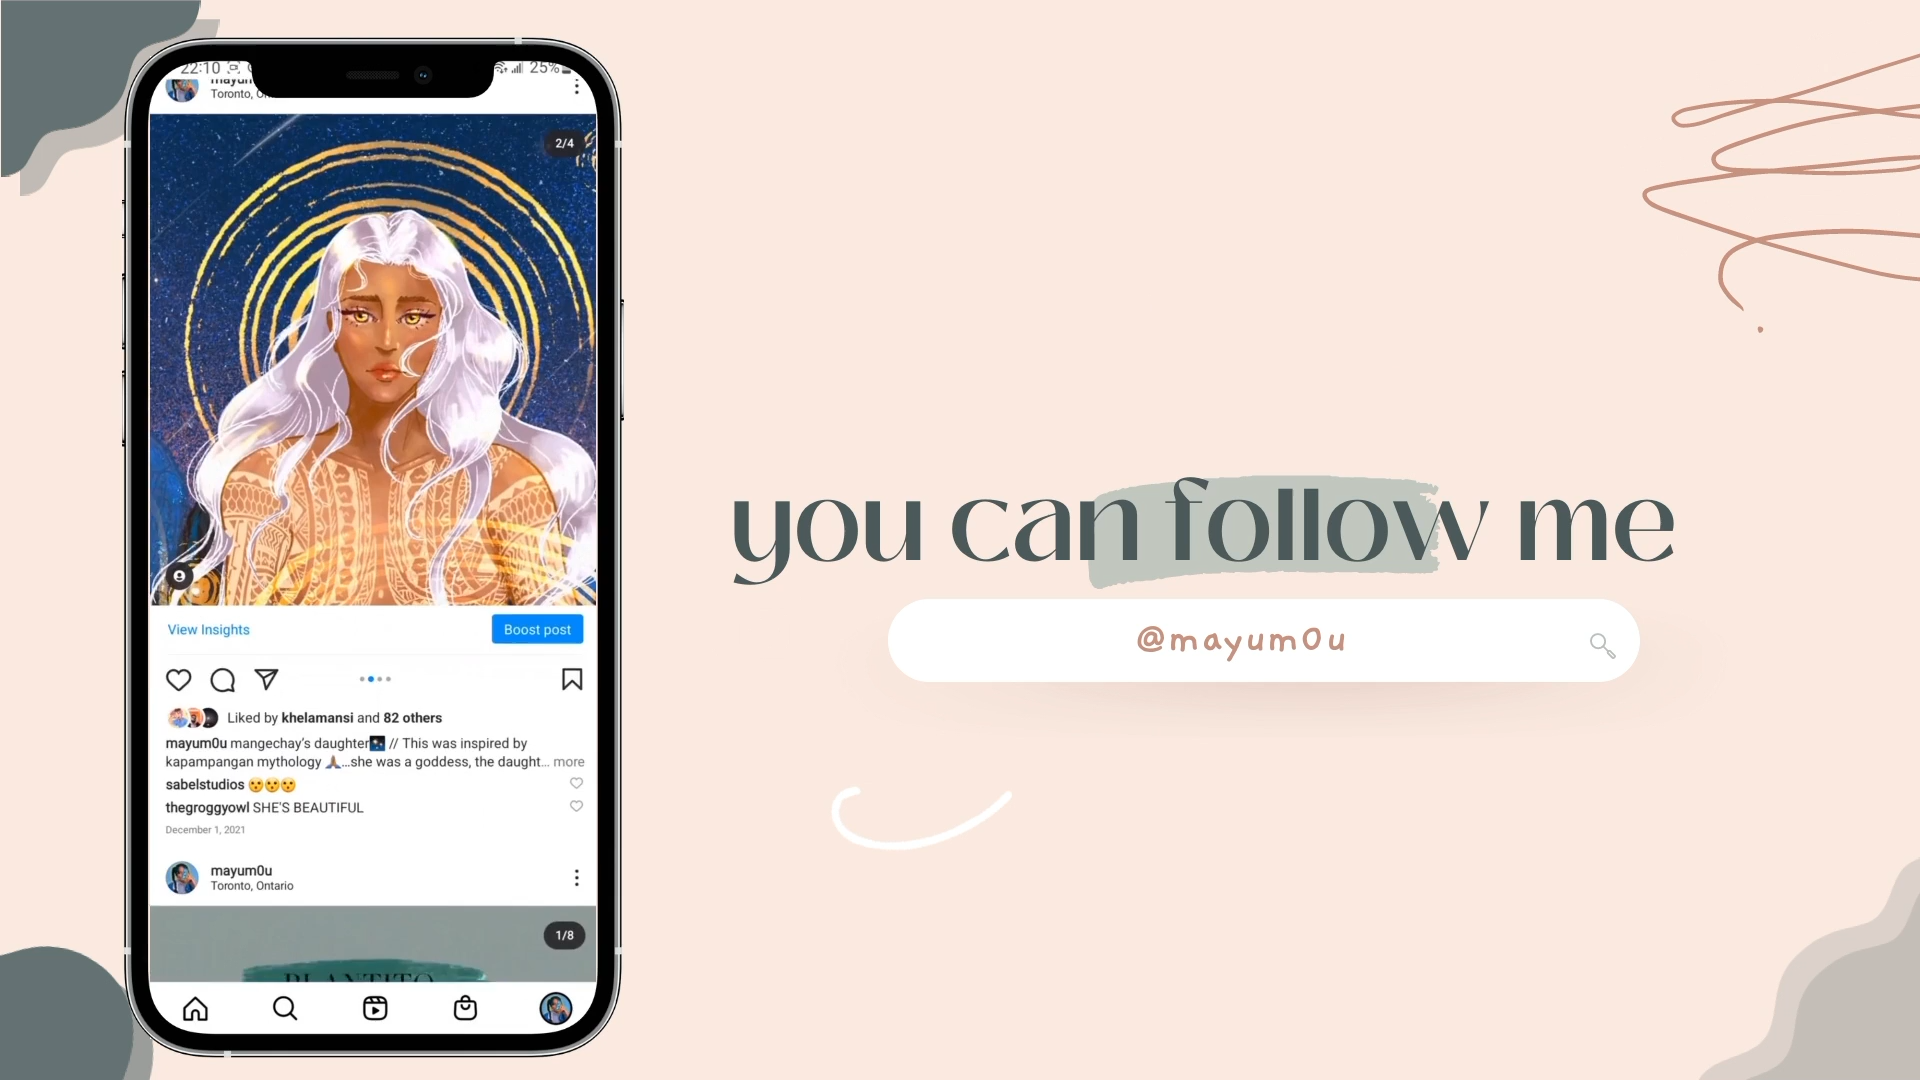 22:10
25%
Toronto, O
2/4
View Insights
Boost post
Liked by khelamansi and 82 others
mayum0u mangechay's daughter🌃 // This was inspired by
kapampangan mythology 🙏🏾...she was a goddess, the daught... more
sabelstudios 😯😯😯
thegroggyowl SHE'S BEAUTIFUL
December 1, 2021
mayum0u
Toronto, Ontario
1/8
PLANTITO
you can follow me
@mayum0u